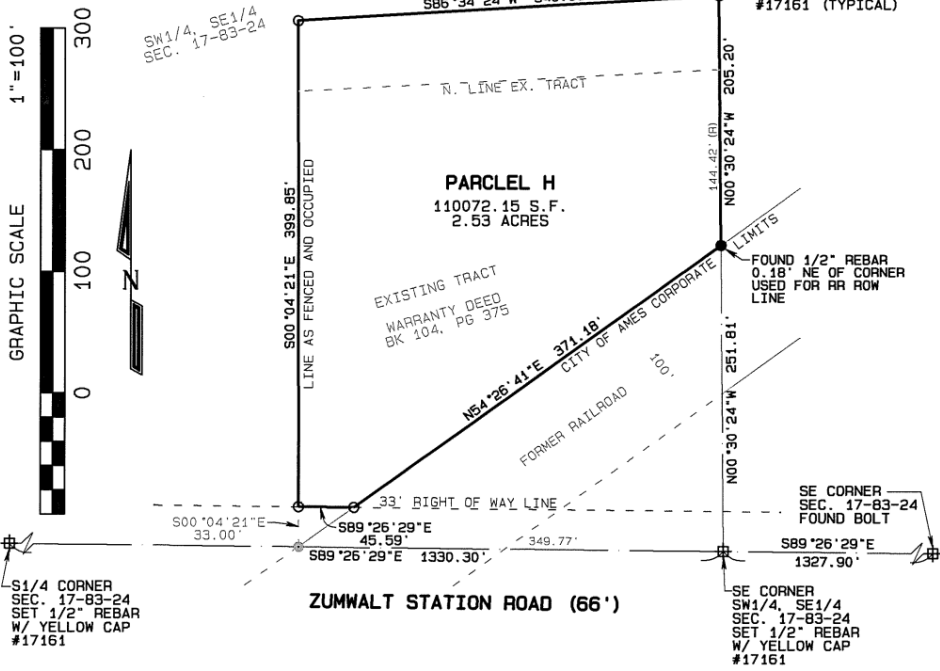 S86°34'24"W
#17161 (TYPICAL)
SW1/4, SE1/4
SEC. 17-83-24
1"=100'
GRAPHIC SCALE
300
200
100
0
N
N. LINE EX. TRACT
205.20'
144.42' (R)
N00°30'24"W
PARCLEL H
110072.15 S.F.
2.53 ACRES
S00°04'21"E 399.85'
LINE AS FENCED AND OCCUPIED
EXISTING TRACT
WARRANTY DEED
BK 104, PG 375
N54°26'41"E 371.18'
CITY OF AMES CORPORATE LIMITS
FOUND 1/2" REBAR
0.18' NE OF CORNER
USED FOR RR ROW
LINE
100'
FORMER RAILROAD
N00°30'24"W 251.81'
33' RIGHT OF WAY LINE
S00°04'21"E
33.00'
S89°26'29"E
45.59'
S89°26'29"E 1330.30'
349.77'
SE CORNER
SEC. 17-83-24
FOUND BOLT
S89°26'29"E
1327.90'
S1/4 CORNER
SEC. 17-83-24
SET 1/2" REBAR
W/ YELLOW CAP
#17161
ZUMWALT STATION ROAD (66')
SE CORNER
SW1/4, SE1/4
SEC. 17-83-24
SET 1/2" REBAR
W/ YELLOW CAP
#17161